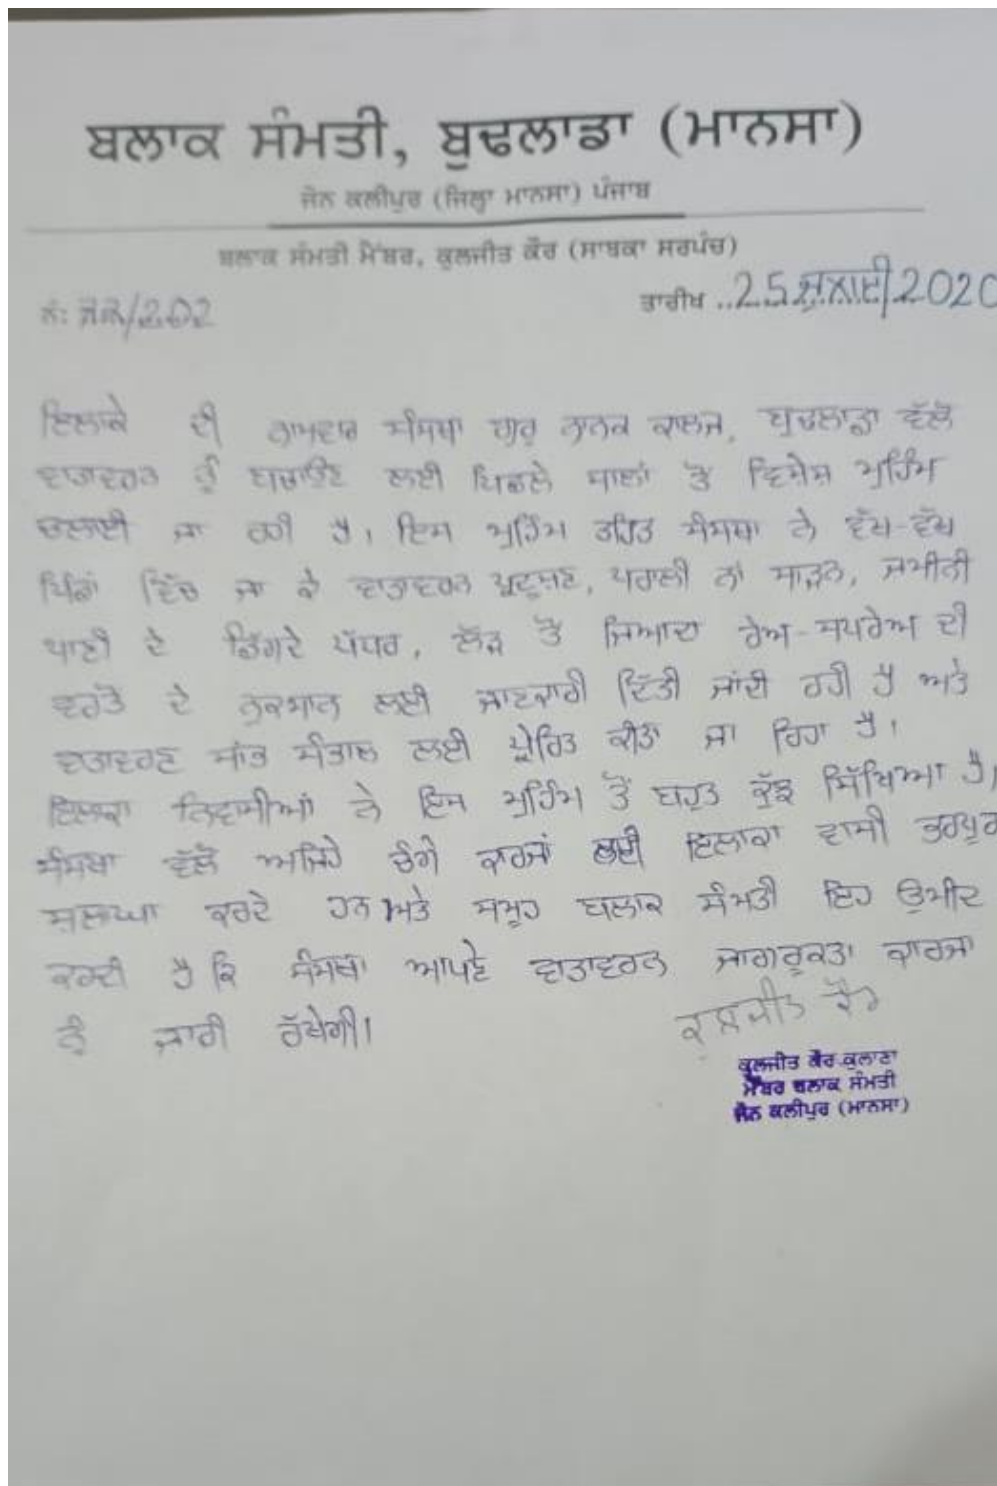 ਬਲਾਕ ਸੰਮਤੀ, ਬੁਢਲਾਡਾ (ਮਾਨਸਾ)
ਜੋਨ ਕਲੀਪੁਰ (ਜਿਲ੍ਹਾ ਮਾਨਸਾ) ਪੰਜਾਬ
ਬਲਾਕ ਸੰਮਤੀ ਮੈਂਬਰ, ਕੁਲਜੀਤ ਕੌਰ (ਸਾਬਕਾ ਸਰਪੰਚ)
ਨੰ: /202
ਤਾਰੀਖ ..25 ਜੁਲਾਈ 2020
ਇਲਾਕੇ ਦੀ ਨਾਮਵਾਰ ਸੰਸਥਾ ਗੁਰੂ ਨਾਨਕ ਕਾਲਜ, ਬੁਢਲਾਡਾ ਵੱਲੋਂ
ਵਾਤਾਵਰਨ ਨੂੰ ਬਚਾਉਣ ਲਈ ਪਿਛਲੇ ਸਾਲਾਂ ਤੋਂ ਵਿਸੇਸ਼ ਮੁਹਿੰਮ
ਚਲਾਈ ਜਾ ਰਹੀ ਹੈ। ਇਸ ਮੁਹਿੰਮ ਤਹਿਤ ਸੰਸਥਾ ਨੇ ਵੱਖ-ਵੱਖ
ਪਿੰਡਾਂ ਵਿੱਚ ਜਾ ਕੇ ਵਾਤਾਵਰਨ ਪ੍ਰਦੂਸ਼ਣ, ਪਰਾਲੀ ਨਾਂ ਸਾੜਨ, ਜਮੀਨੀ
ਪਾਣੀ ਦੇ ਡਿੱਗਦੇ ਪੱਧਰ, ਲੋੜ ਤੋਂ ਜਿਆਦਾ ਰੇਅ-ਸਪਰੇਅ ਦੀ
ਵਰਤੋਂ ਦੇ ਨੁਕਸਾਨ ਲਈ ਜਾਣਕਾਰੀ ਦਿੱਤੀ ਜਾਂਦੀ ਰਹੀ ਹੈ ਅਤੇ
ਵਾਤਾਵਰਣ ਸਾਂਭ ਸੰਭਾਲ ਲਈ ਪ੍ਰੇਰਿਤ ਕੀਤਾ ਜਾ ਰਿਹਾ ਹੈ।
ਇਲਾਕਾ ਨਿਵਾਸੀਆਂ ਨੇ ਇਸ ਮੁਹਿੰਮ ਤੋਂ ਬਹੁਤ ਕੁੱਝ ਸਿੱਖਿਆ ਹੈ।
ਸੰਸਥਾ ਵੱਲੋਂ ਅਜਿਹੇ ਚੰਗੇ ਕਾਰਜਾਂ ਲਈ ਇਲਾਕਾ ਵਾਸੀ ਭਰਪੂਰ
ਸ਼ਲਾਘਾ ਕਰਦੇ ਹਨ ਅਤੇ ਸਮੂਹ ਬਲਾਕ ਸੰਮਤੀ ਇਹ ਉਮੀਦ
ਕਰਦੀ ਹੈ ਕਿ ਸੰਸਥਾ ਆਪਣੇ ਵਾਤਾਵਰਨ ਜਾਗਰੂਕਤਾ ਕਾਰਜਾ
ਨੂੰ ਜਾਰੀ ਰੱਖੇਗੀ।
ਕੁਲਜੀਤ ਕੌਰ
ਕੁਲਜੀਤ ਕੌਰ ਕੁਲਾਣਾ
ਮੈਂਬਰ ਬਲਾਕ ਸੰਮਤੀ
ਜੋਨ ਕਲੀਪੁਰ (ਮਾਨਸਾ)